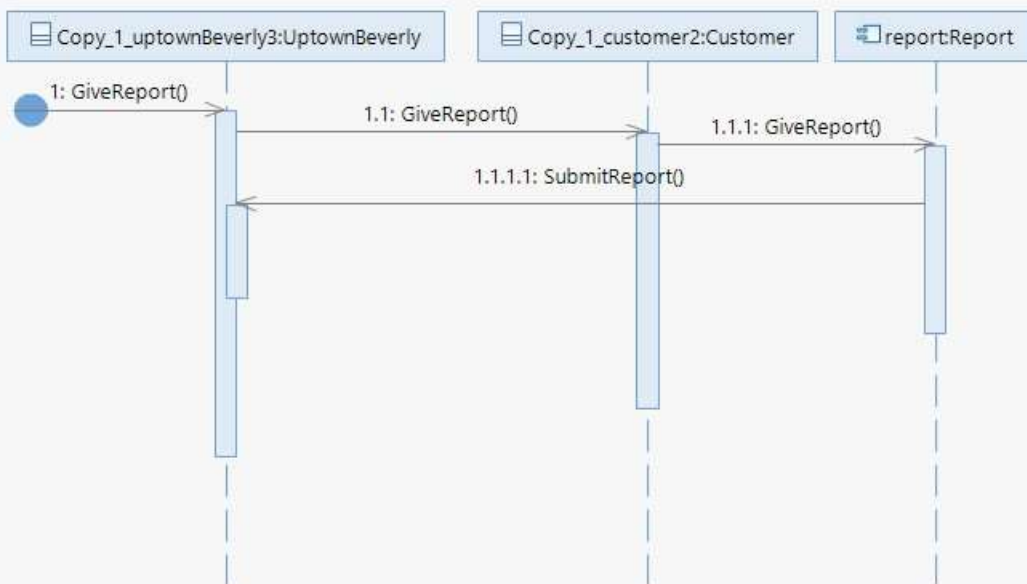 Copy_1_uptownBeverly3:UptownBeverly
Copy_1_customer2:Customer
report:Report
1: GiveReport()
1.1: GiveReport()
1.1.1: GiveReport()
1.1.1.1: SubmitReport()